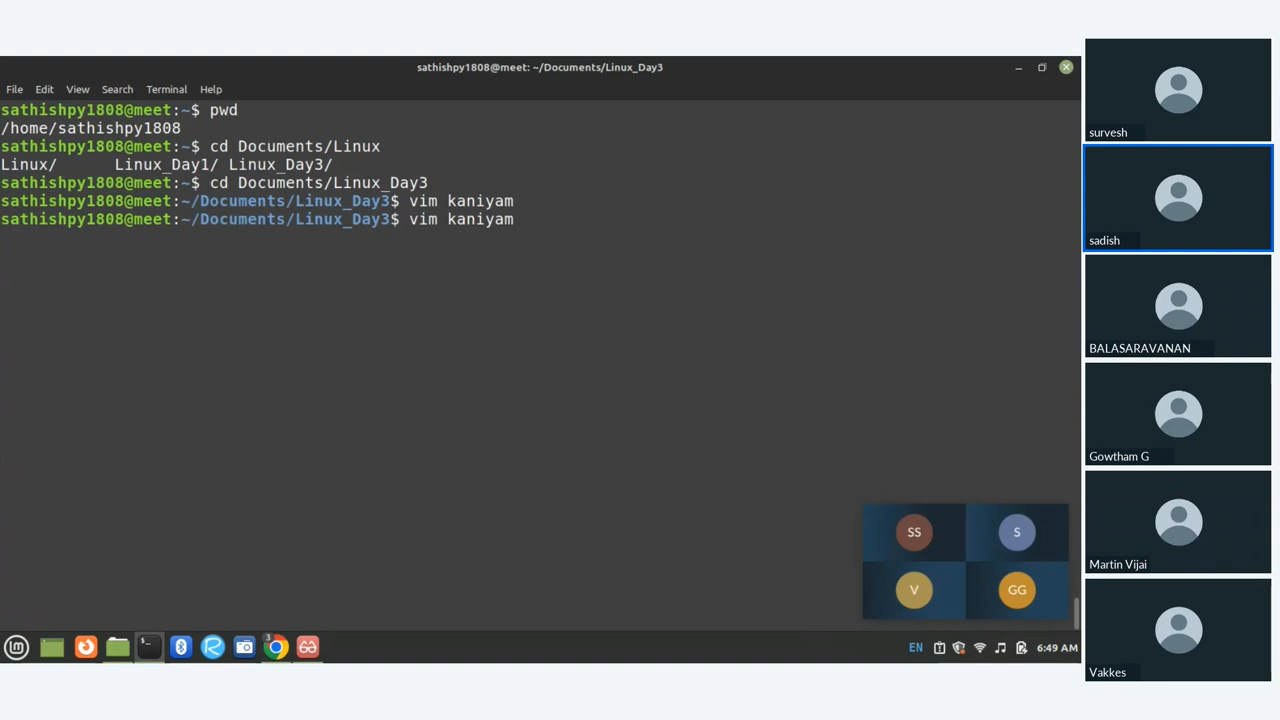 sathishpy1808@meet: ~/Documents/Linux_Day3
File Edit View Search Terminal Help
sathishpy1808@meet:~$ pwd
/home/sathishpy1808
sathishpy1808@meet:~$ cd Documents/Linux
Linux/      Linux_Day1/ Linux_Day3/
sathishpy1808@meet:~$ cd Documents/Linux_Day3
sathishpy1808@meet:~/Documents/Linux_Day3$ vim kaniyam
sathishpy1808@meet:~/Documents/Linux_Day3$ vim kaniyam
SS
S
V
GG
3
EN
6:49 AM
survesh
sadish
BALASARAVANAN
Gowtham G
Martin Vijai
Vakkes